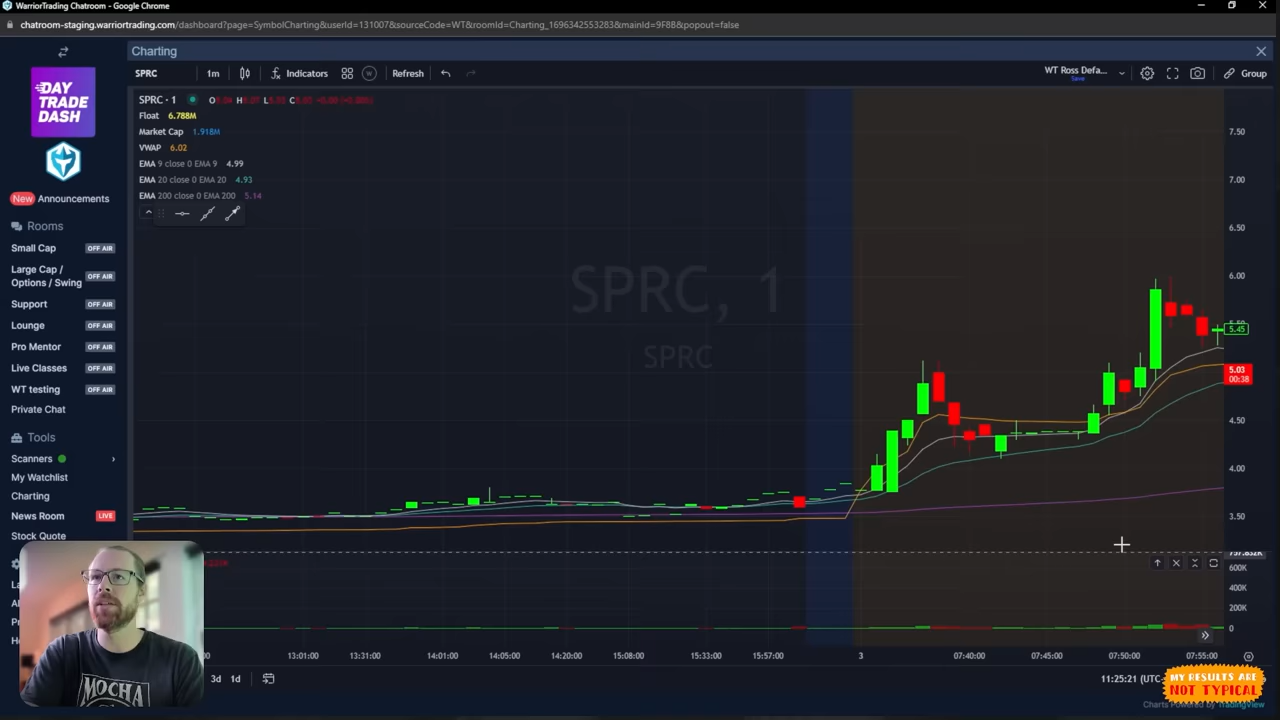 WarriorTrading Chatroom - Google Chrome
chatroom-staging.warriortrading.com/dashboard?page=SymbolCharting&userId=131007&sourceCode=WT&roomId=Charting_1696342553283&mainId=9F8B&popout=false
Charting
SPRC 1m Indicators W Refresh WT Ross Defa... Save Group
DAY TRADE DASH
SPRC · 1
Float 6.788M
Market Cap 1.918M
VWAP 6.02
EMA 9 close 0 EMA 9 4.99
EMA 20 close 0 EMA 20 4.93
EMA 200 close 0 EMA 200 5.14
New Announcements
Rooms
Small Cap OFF AIR
Large Cap / Options / Swing OFF AIR
Support OFF AIR
Lounge OFF AIR
Pro Mentor OFF AIR
Live Classes OFF AIR
WT testing OFF AIR
Private Chat
Tools
Scanners
My Watchlist
Charting
News Room LIVE
Stock Quote
SPRC, 1
SPRC
7.50
7.00
6.50
6.00
5.45
5.03
00:38
4.50
4.00
3.50
600K
400K
200K
0
13:01:00 13:31:00 14:01:00 14:05:00 14:20:00 15:08:00 15:33:00 15:57:00 3 07:40:00 07:45:00 07:50:00 07:55:00
3d 1d 11:25:21 (UTC-
MY RESULTS ARE
NOT TYPICAL
Charts Powered by TradingView
MOCHA